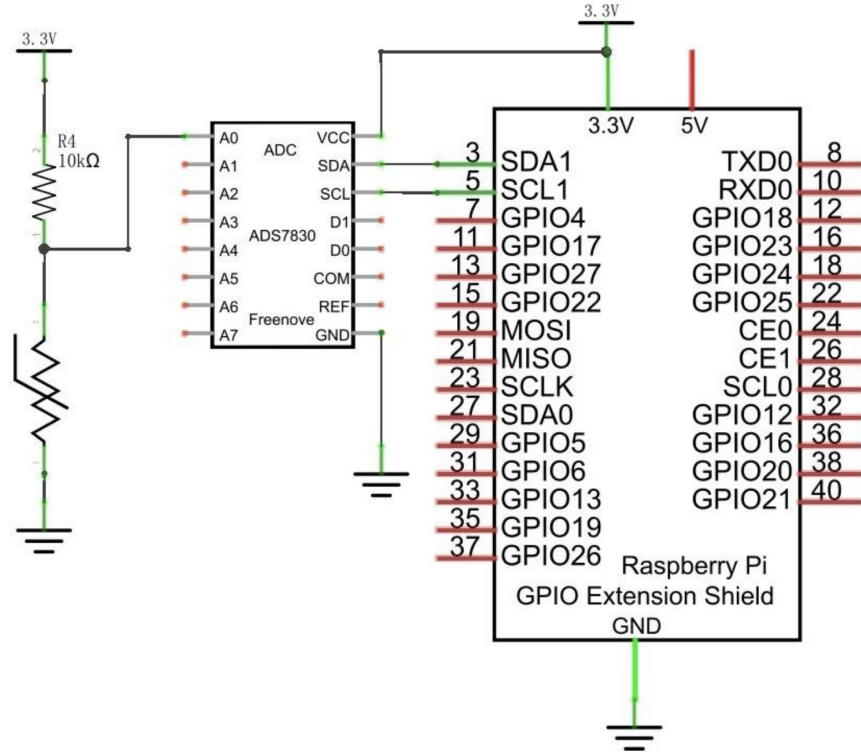 3.3V
3.3V
R4
10kΩ
2
1
2
1
ADC
ADS7830
Freenove
A0
A1
A2
A3
A4
A5
A6
A7
VCC
SDA
SCL
D1
D0
COM
REF
GND
3.3V
5V
3 SDA1
5 SCL1
7 GPIO4
11 GPIO17
13 GPIO27
15 GPIO22
19 MOSI
21 MISO
23 SCLK
27 SDA0
29 GPIO5
31 GPIO6
33 GPIO13
35 GPIO19
37 GPIO26
TXD0 8
RXD0 10
GPIO18 12
GPIO23 16
GPIO24 18
GPIO25 22
CE0 24
CE1 26
SCL0 28
GPIO12 32
GPIO16 36
GPIO20 38
GPIO21 40
Raspberry Pi
GPIO Extension Shield
GND